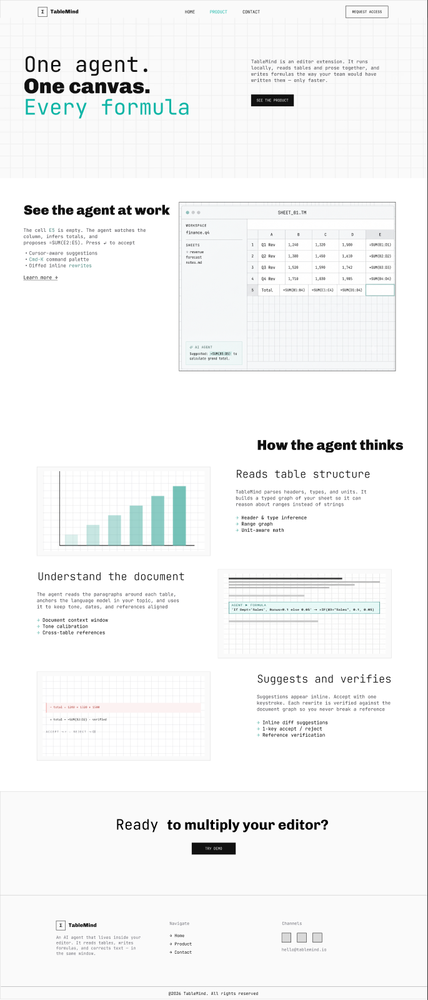 Σ TableMind
HOME PRODUCT CONTACT
REQUEST ACCESS
One agent.
One canvas.
Every formula
TableMind is an editor extension. It runs
locally, reads tables and prose together, and
writes formulas the way your team would have
written them — only faster.
SEE THE PRODUCT
See the agent at work
The cell E5 is empty. The agent watches the
column, infers totals, and
proposes =SUM(E2:E5). Press ↲ to accept
• Cursor-aware suggestions
• Cmd-K command palette
• Diffed inline rewrites
Learn more →
SHEET_01.TM
WORKSPACE
finance.q4
SHEETS
revenue
forecast
notes.md
A B C D E
1 Q1 Rev 1,240 1,320 1,500 =SUM(B1:D1)
2 Q2 Rev 1,380 1,450 1,610 =SUM(B2:D2)
3 Q3 Rev 1,520 1,590 1,742 =SUM(B3:D3)
4 Q4 Rev 1,710 1,830 1,985 =SUM(B4:D4)
5 Total =SUM(B1:B4) =SUM(C1:C4) =SUM(D1:D4)
AI AGENT
Suggested: =SUM(B5:D5) to
calculate grand total.
How the agent thinks
Reads table structure
TableMind parses headers, types, and units. It
builds a typed graph of your sheet so it can
reason about ranges instead of strings
→ Header & type inference
→ Range graph
→ Unit-aware math
Understand the document
The agent reads the paragraphs around each table,
anchors the language model in your topic, and uses
it to keep tone, dates, and references aligned
→ Document context window
→ Tone calibration
→ Cross-table references
AGENT ► FORMULA
'If Dept='Sales', Bonus=0.1 else 0.05' → =IF(B3="Sales", 0.1, 0.05)
Suggests and verifies
Suggestions appear inline. Accept with one
keystroke. Each rewrite is verified against the
document graph so you never break a reference
→ Inline diff suggestions
→ 1-key accept / reject
→ Reference verification
− total = 1240 + 1320 + 1500
+ total = =SUM(B2:D2) · verified
ACCEPT REJECT
Ready to multiply your editor?
TRY DEMO
Σ TableMind
An AI agent that lives inside your
editor. It reads tables, writes
formulas, and corrects text — in
the same window.
Navigate
→ Home
→ Product
→ Contact
Channels
hello@tablemind.io
©2026 TableMind. All rights reserved